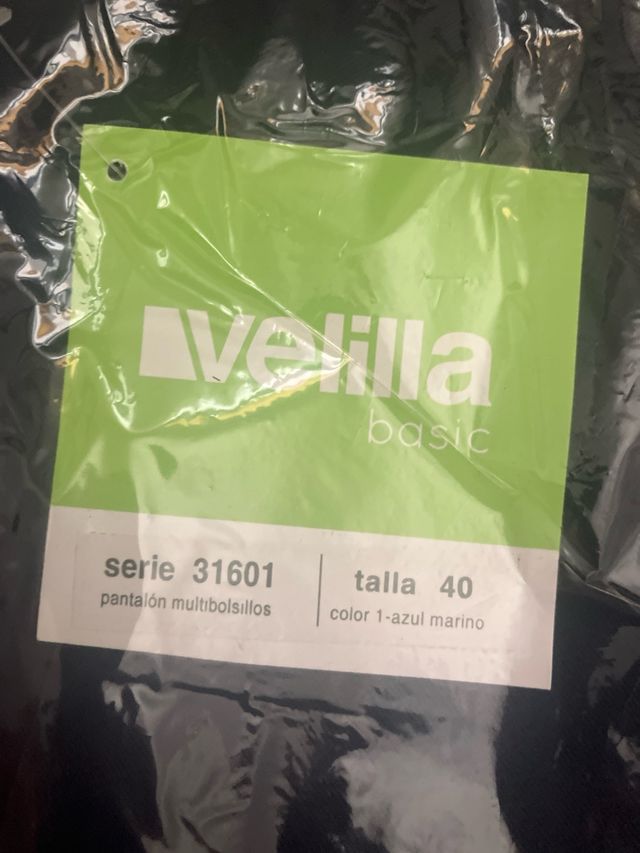 velilla
basic
serie 31601
pantalón multibolsillos
talla 40
color 1-azul marino